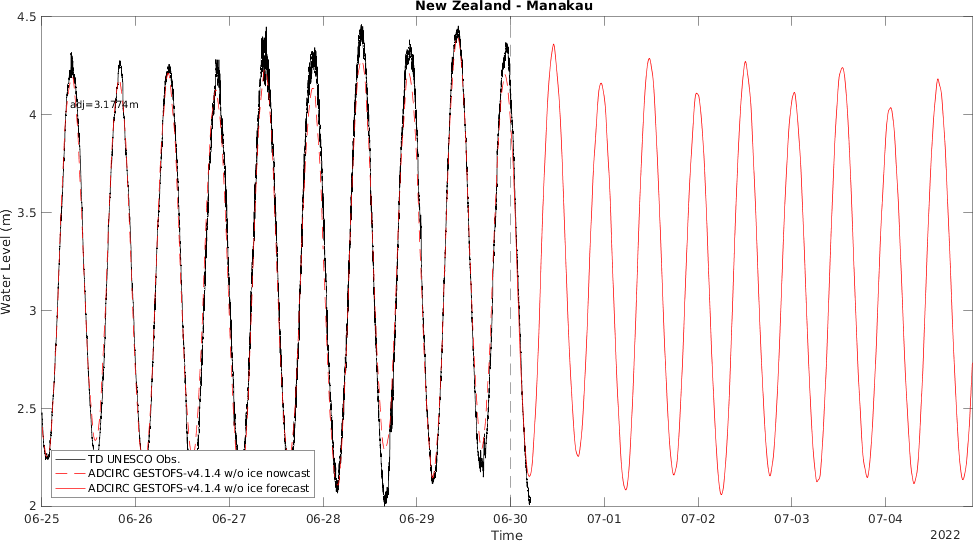 New Zealand - Manakau
4.5
4
3.5
3
2.5
2
Water Level (m)
adj=3.1774m
TD UNESCO Obs.
ADCIRC GESTOFS-v4.1.4 w/o ice nowcast
ADCIRC GESTOFS-v4.1.4 w/o ice forecast
06-25 06-26 06-27 06-28 06-29 06-30 07-01 07-02 07-03 07-04
Time
2022